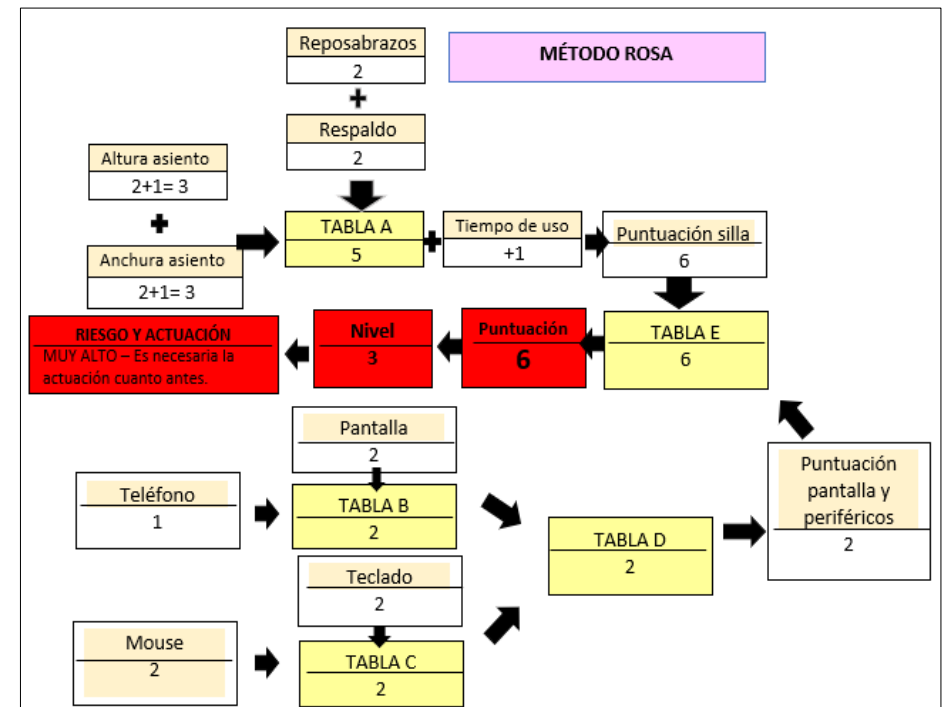 MÉTODO ROSA
Reposabrazos
2
Respaldo
2
Altura asiento
2+1= 3
Anchura asiento
2+1= 3
TABLA A
5
Tiempo de uso
+1
Puntuación silla
6
TABLA E
6
Puntuación
6
Nivel
3
RIESGO Y ACTUACIÓN
MUY ALTO – Es necesaria la
actuación cuanto antes.
Pantalla
2
Teléfono
1
TABLA B
2
Teclado
2
Mouse
2
TABLA C
2
TABLA D
2
Puntuación
pantalla y
periféricos
2